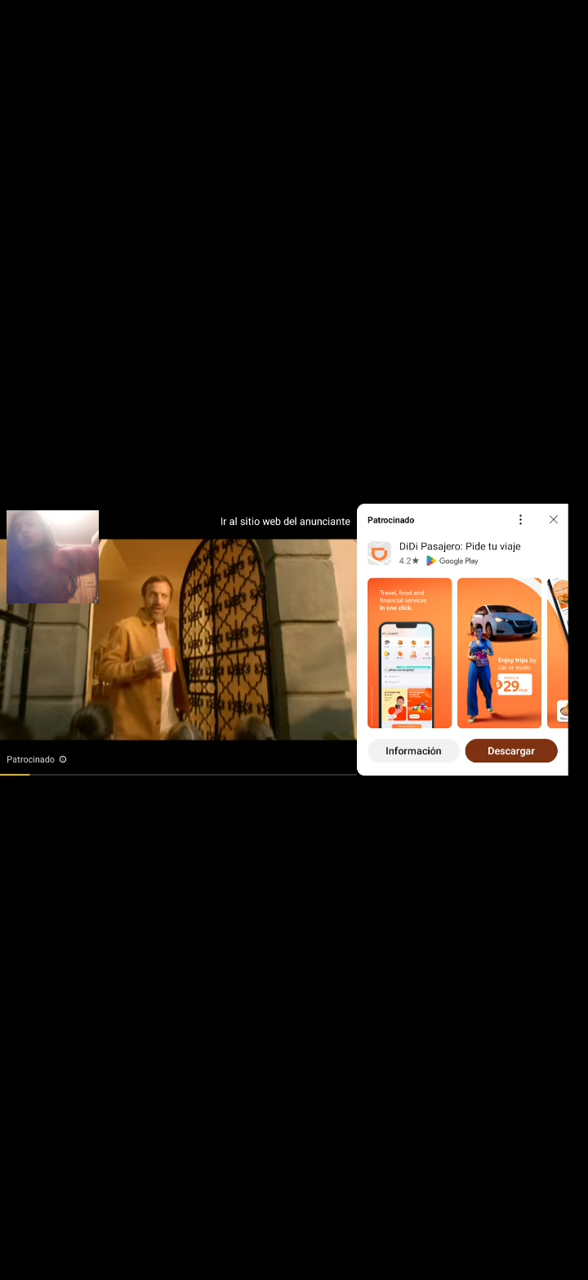 Ir al sitio web del anunciante
Patrocinado
Patrocinado
DiDi Pasajero: Pide tu viaje
4.2★ Google Play
Travel, food and
financial services
in one click.
Enjoy trips by
car or moto
$29
Información
Descargar